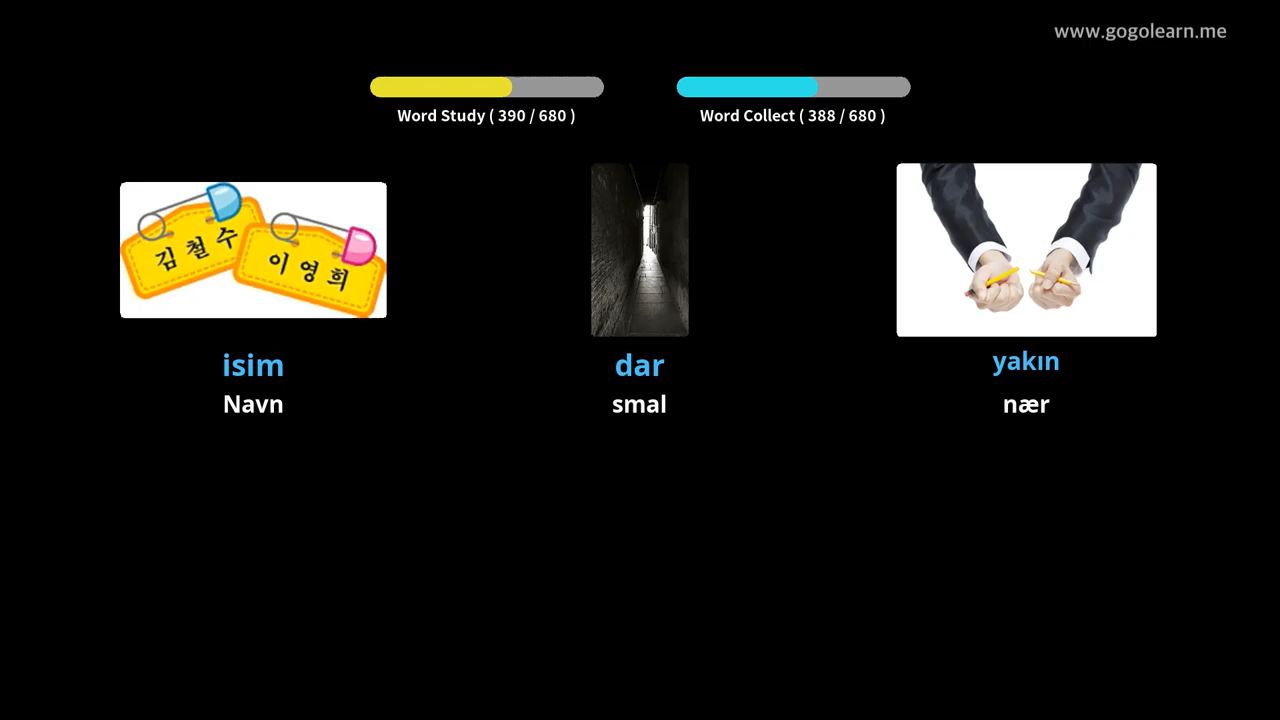 www.gogolearn.me
Word Study ( 390 / 680 )
Word Collect ( 388 / 680 )
김철수
이영희
isim
Navn
dar
smal
yakın
nær